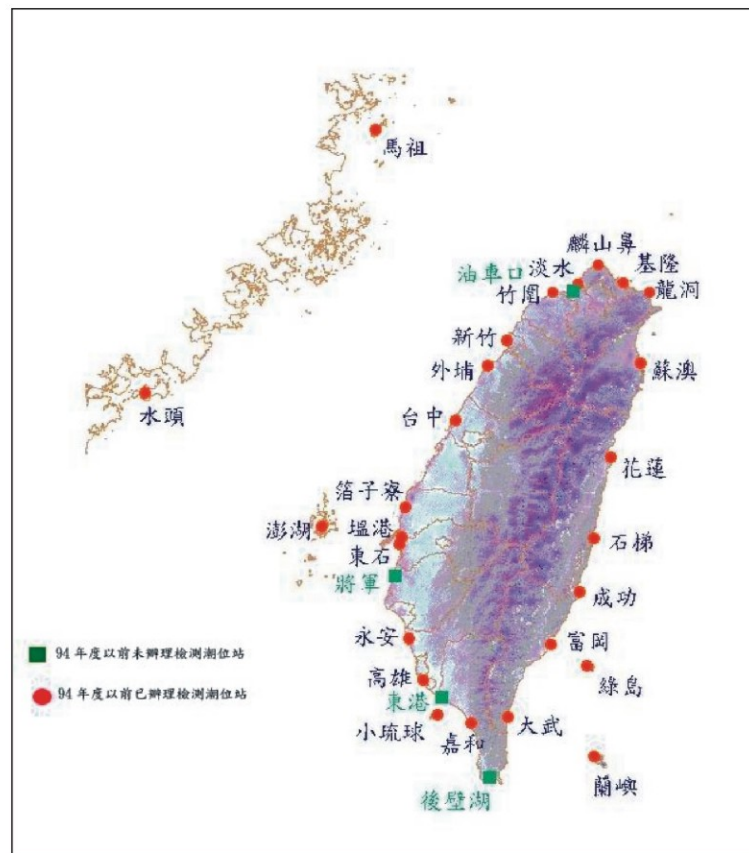 馬祖
麟山鼻
淡水
基隆
油車口
竹圍
龍洞
新竹
外埔
蘇澳
水頭
台中
花蓮
箔子寮
澎湖
塭港
石梯
東石
將軍
成功
永安
富岡
94年度以前未辦理檢測潮位站
高雄
綠島
94年度以前已辦理檢測潮位站
東港
小琉球
嘉和
大武
蘭嶼
後壁湖